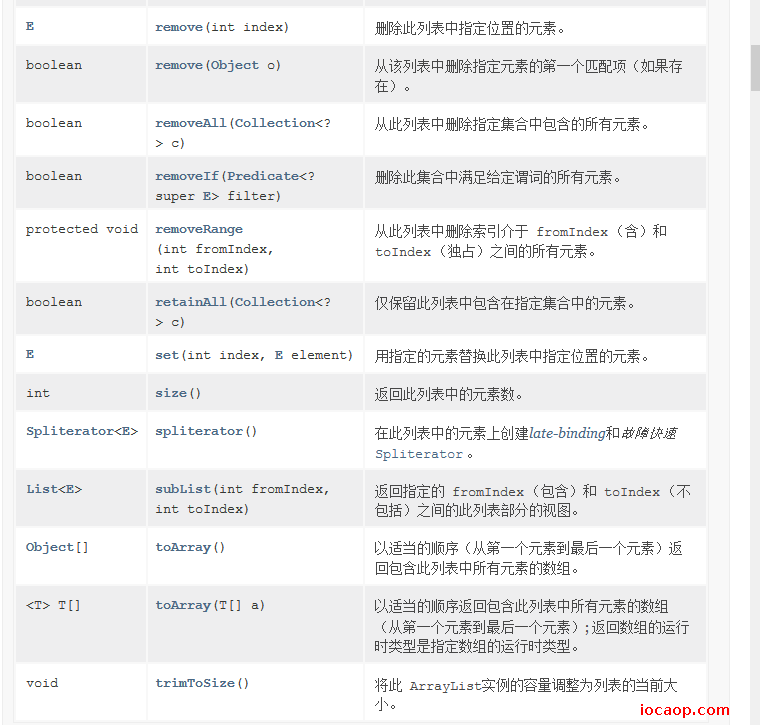 E remove(int index) 删除此列表中指定位置的元素。
boolean remove(Object o) 从该列表中删除指定元素的第一个匹配项（如果存
在）。
boolean removeAll(Collection<? 从此列表中删除指定集合中包含的所有元素。
> c)
boolean removeIf(Predicate<? 删除此集合中满足给定谓词的所有元素。
super E> filter)
protected void removeRange 从此列表中删除索引介于 fromIndex（含）和
(int fromIndex, toIndex（独占）之间的所有元素。
int toIndex)
boolean retainAll(Collection<? 仅保留此列表中包含在指定集合中的元素。
> c)
E set(int index, E element) 用指定的元素替换此列表中指定位置的元素。
int size() 返回此列表中的元素数。
Spliterator<E> spliterator() 在此列表中的元素上创建late-binding和故障快速
Spliterator 。
List<E> subList(int fromIndex, 返回指定的 fromIndex（包含）和 toIndex（不
int toIndex) 包括）之间的此列表部分的视图。
Object[] toArray() 以适当的顺序（从第一个元素到最后一个元素）返
回包含此列表中所有元素的数组。
<T> T[] toArray(T[] a) 以适当的顺序返回包含此列表中所有元素的数组
（从第一个元素到最后一个元素）;返回数组的运行
时类型是指定数组的运行时类型。
void trimToSize() 将此 ArrayList实例的容量调整为列表的当前大
小。
iocaop.com